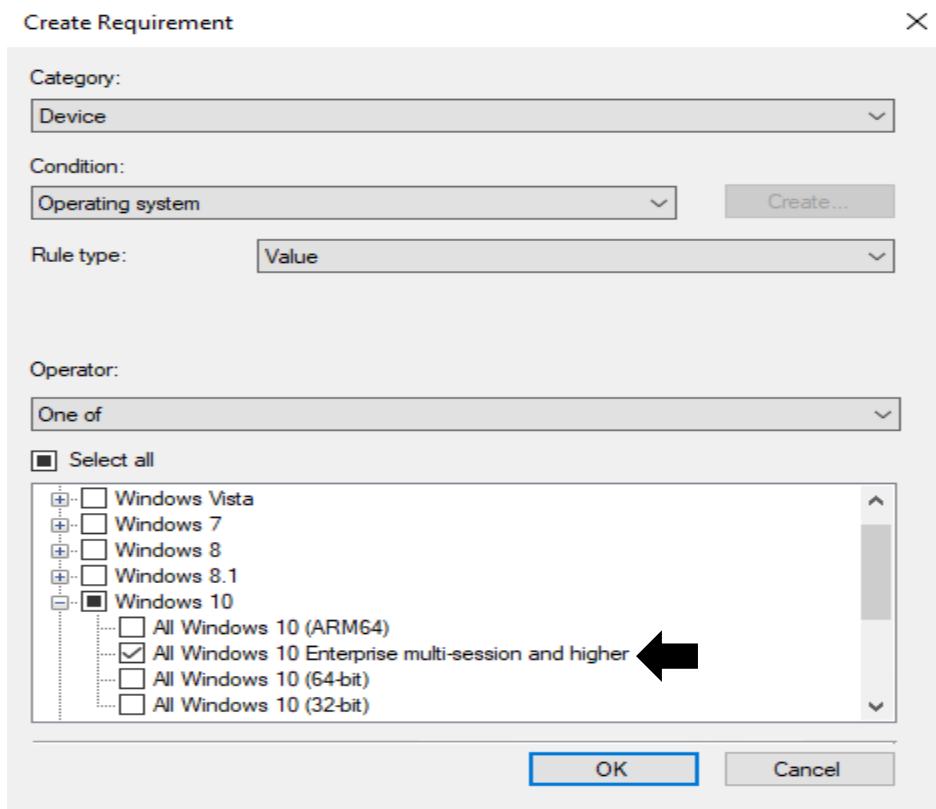 Create Requirement
Category:
Device
Condition:
Operating system
Create...
Rule type:
Value
Operator:
One of
Select all
Windows Vista
Windows 7
Windows 8
Windows 8.1
Windows 10
All Windows 10 (ARM64)
All Windows 10 Enterprise multi-session and higher
All Windows 10 (64-bit)
All Windows 10 (32-bit)
OK
Cancel